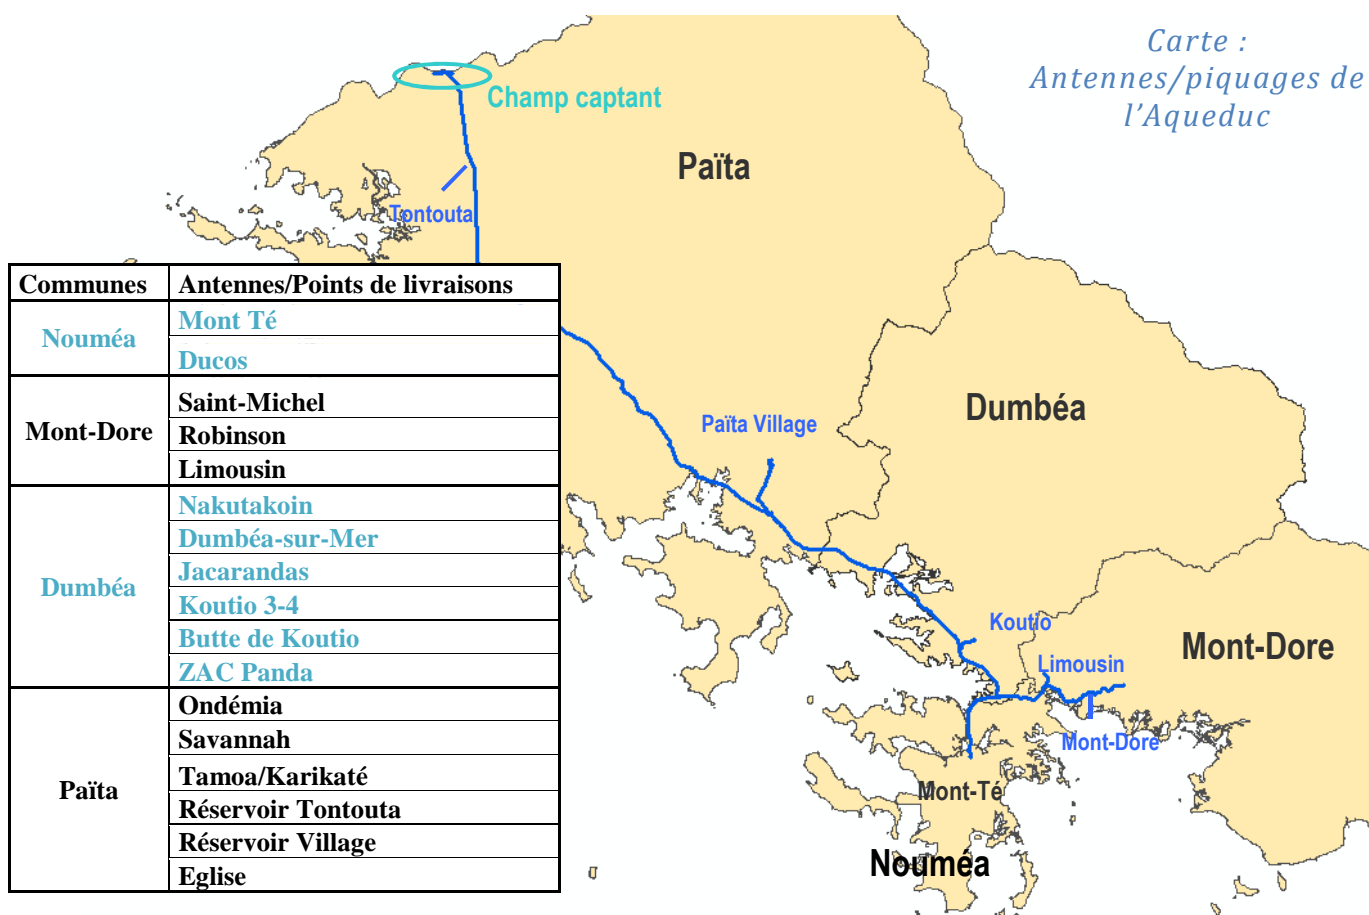 Carte :
Antennes/piquages de
l'Aqueduc
Champ captant
Païta
Tontouta
Communes Antennes/Points de livraisons
Nouméa
Mont Té
Ducos
Mont-Dore
Saint-Michel
Robinson
Limousin
Dumbéa
Nakutakoin
Dumbéa-sur-Mer
Jacarandas
Koutio 3-4
Butte de Koutio
ZAC Panda
Païta
Ondémia
Savannah
Tamoa/Karikaté
Réservoir Tontouta
Réservoir Village
Eglise
Païta Village
Dumbéa
Koutio
Limousin
Mont-Dore
Mont-Dore
Mont-Té
Nouméa